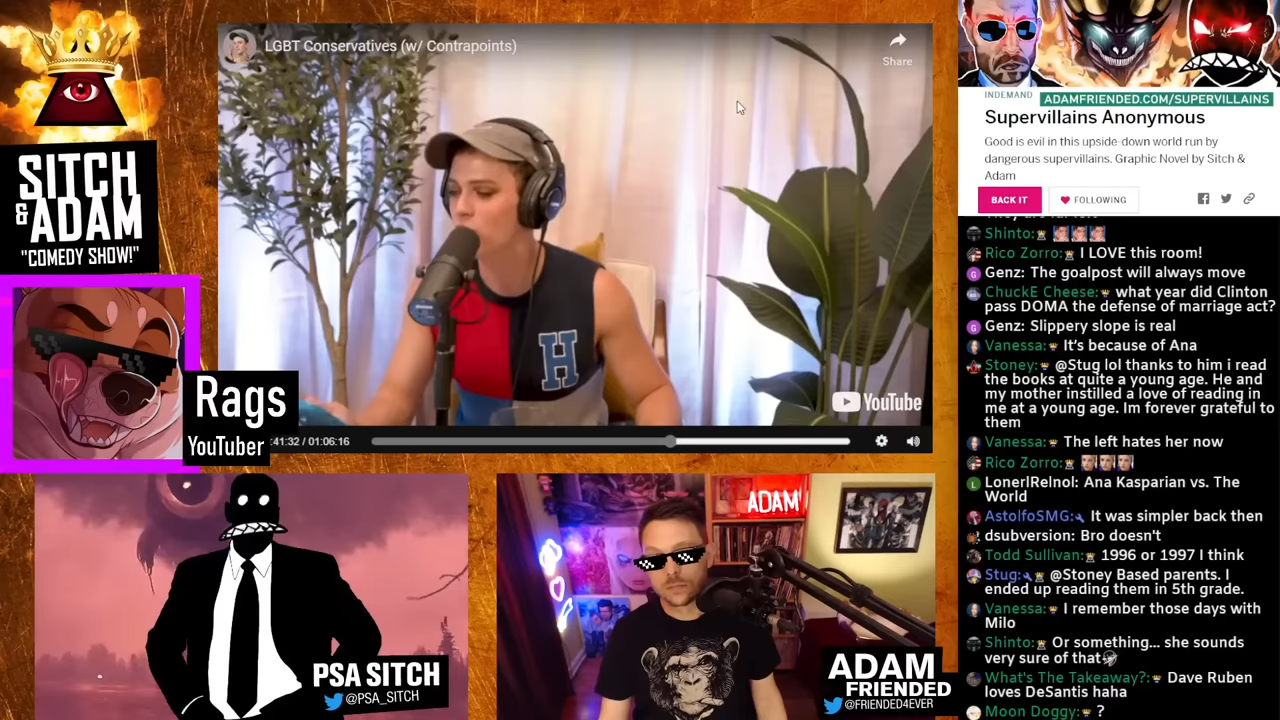 SITCH
& ADAM
"COMEDY SHOW!"
LGBT Conservatives (w/ Contrapoints)
Share
H
YouTube
:41:32 / 01:06:16
Rags
YouTuber
PSA SITCH
@PSA_SITCH
ADAM
ADAM
FRIENDED
@FRIENDED4EVER
INDEMAND
ADAMFRIENDED.COM/SUPERVILLAINS
Supervillains Anonymous
Good is evil in this upside-down world run by
dangerous supervillains. Graphic Novel by Sitch &
Adam
BACK IT
FOLLOWING
They are far left
Shinto:
Rico Zorro: I LOVE this room!
G Genz: The goalpost will always move
ChuckE Cheese: what year did Clinton
pass DOMA the defense of marriage act?
G Genz: Slippery slope is real
Vanessa: It's because of Ana
Stoney: @Stug lol thanks to him i read
the books at quite a young age. He and
my mother instilled a love of reading in
me at a young age. Im forever grateful to
them
Vanessa: The left hates her now
Rico Zorro:
L LonerIRelnol: Ana Kasparian vs. The
World
AstolfoSMG: It was simpler back then
dsubversion: Bro doesn't
Todd Sullivan: 1996 or 1997 I think
Stug: @Stoney Based parents. I
ended up reading them in 5th grade.
Vanessa: I remember those days with
Milo
Shinto: Or something... she sounds
very sure of that
What's The Takeaway?: Dave Ruben
loves DeSantis haha
Moon Doggy: ?